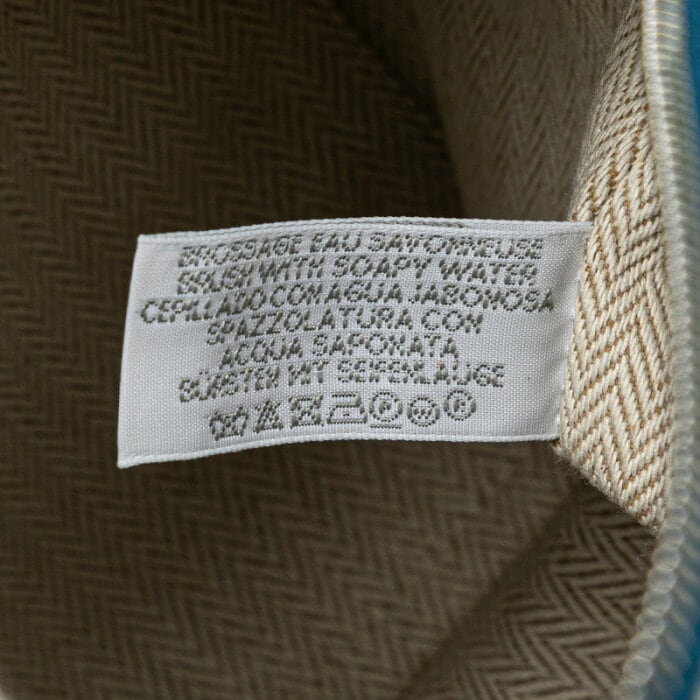 BROSSAGE EAU SAVONNEUSE
BRUSH WITH SOAPY WATER
CEPILLADO CON AGUA JABONOSA
SPAZZOLATURA CON
ACQUA SAPONATA
BÜRSTEN MIT SEIFENLAUGE
P W P